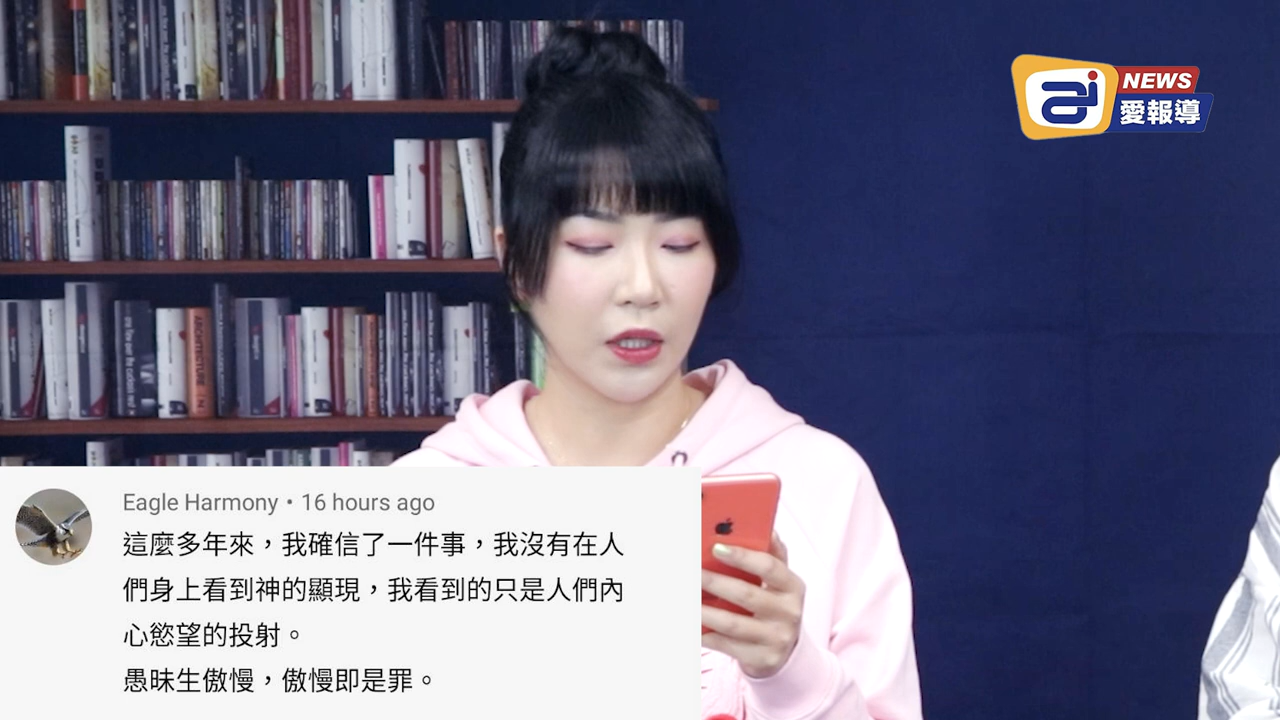 NEWS
愛報導
ARCHITECTURE
Eagle Harmony • 16 hours ago
這麼多年來，我確信了一件事，我沒有在人
們身上看到神的顯現，我看到的只是人們內
心慾望的投射。
愚昧生傲慢，傲慢即是罪。